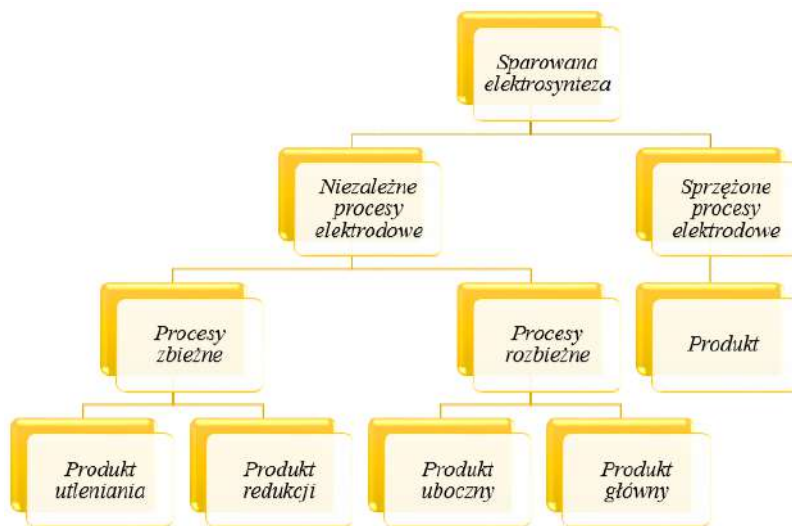 Sparowana
elektrosynteza
Niezależne
procesy
elektrodowe
Sprzężone
procesy
elektrodowe
Procesy
zbieżne
Procesy
rozbieżne
Produkt
Produkt
utleniania
Produkt
redukcji
Produkt
uboczny
Produkt
główny